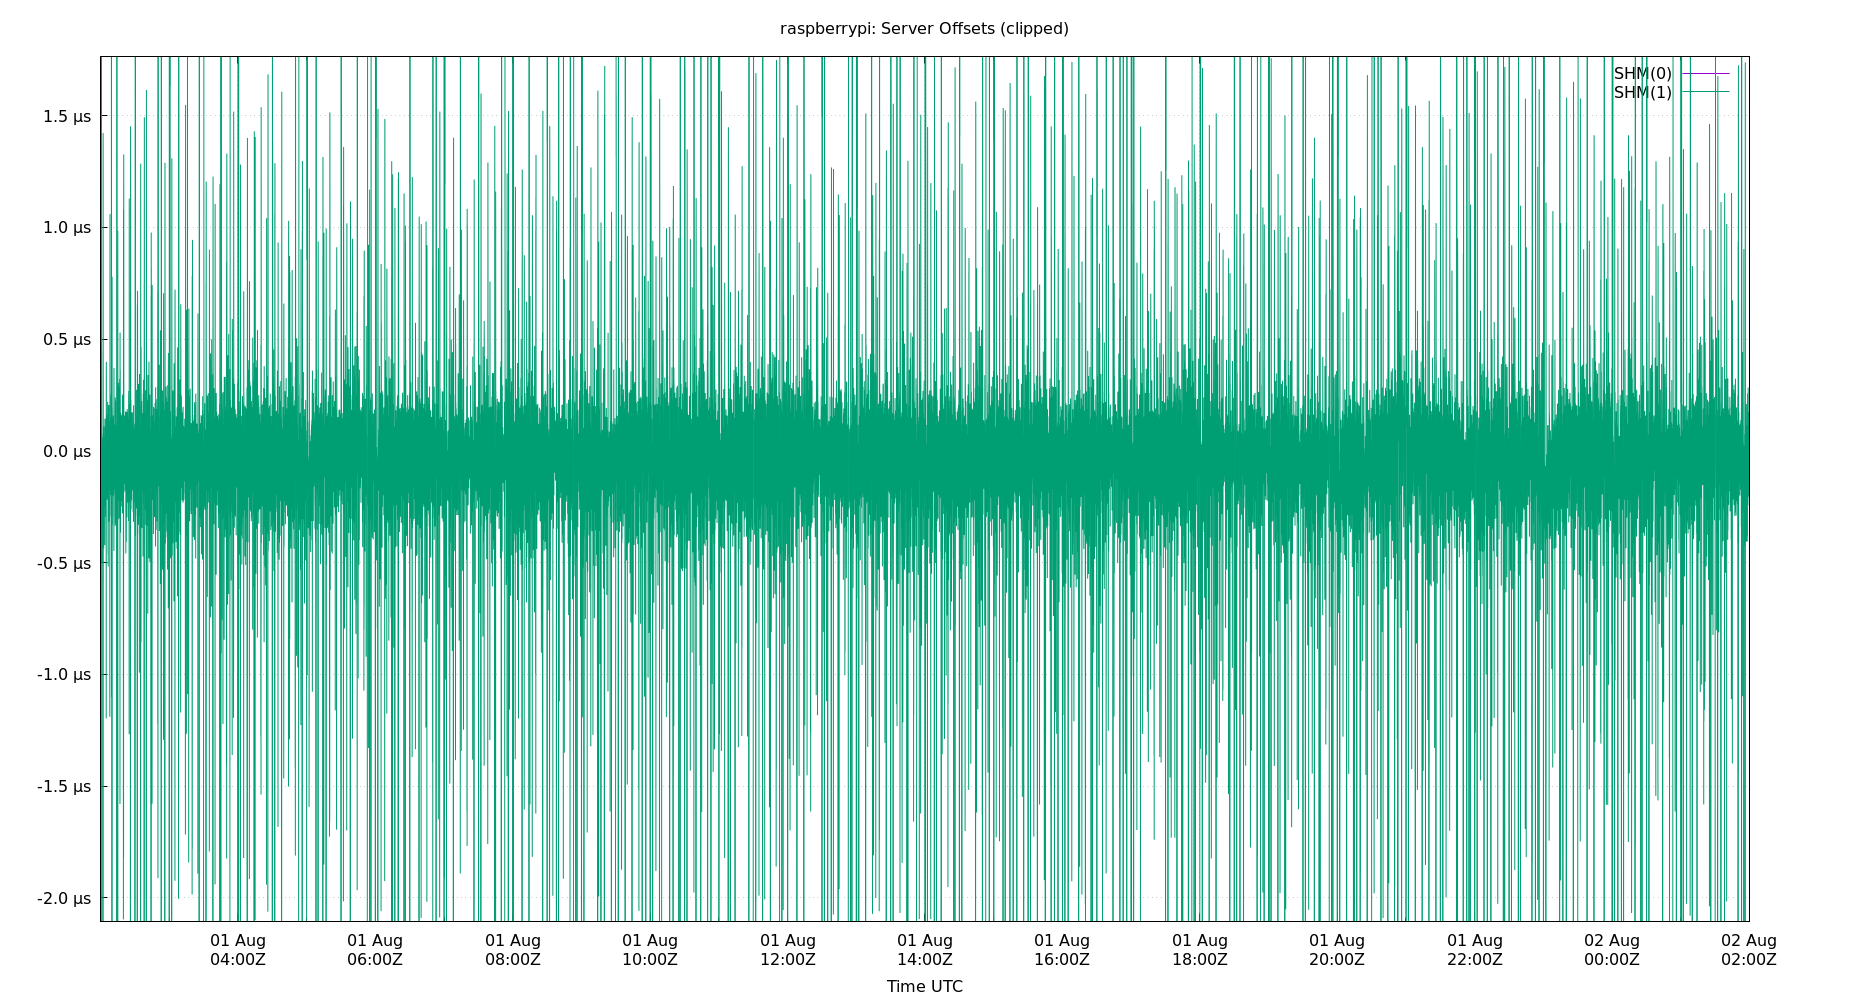 raspberrypi: Server Offsets (clipped)
SHM(0)
SHM(1)
1.5 µs
1.0 µs
0.5 µs
0.0 µs
-0.5 µs
-1.0 µs
-1.5 µs
-2.0 µs
01 Aug 01 Aug 01 Aug 01 Aug 01 Aug 01 Aug 01 Aug 01 Aug 01 Aug 01 Aug 02 Aug 02 Aug
04:00Z 06:00Z 08:00Z 10:00Z 12:00Z 14:00Z 16:00Z 18:00Z 20:00Z 22:00Z 00:00Z 02:00Z
Time UTC